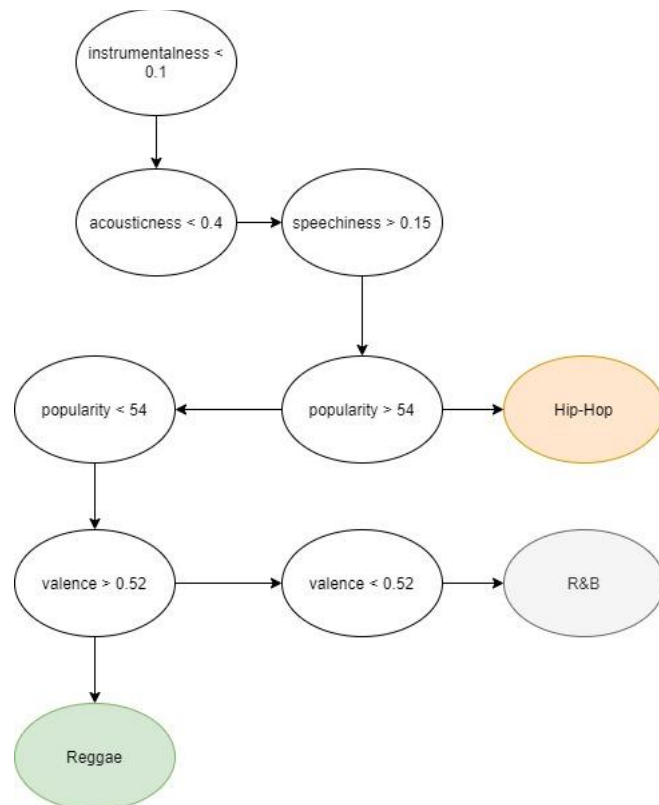 instrumentalness <
0.1
acousticness < 0.4
speechiness > 0.15
popularity < 54
popularity > 54
Hip-Hop
valence > 0.52
valence < 0.52
R&B
Reggae